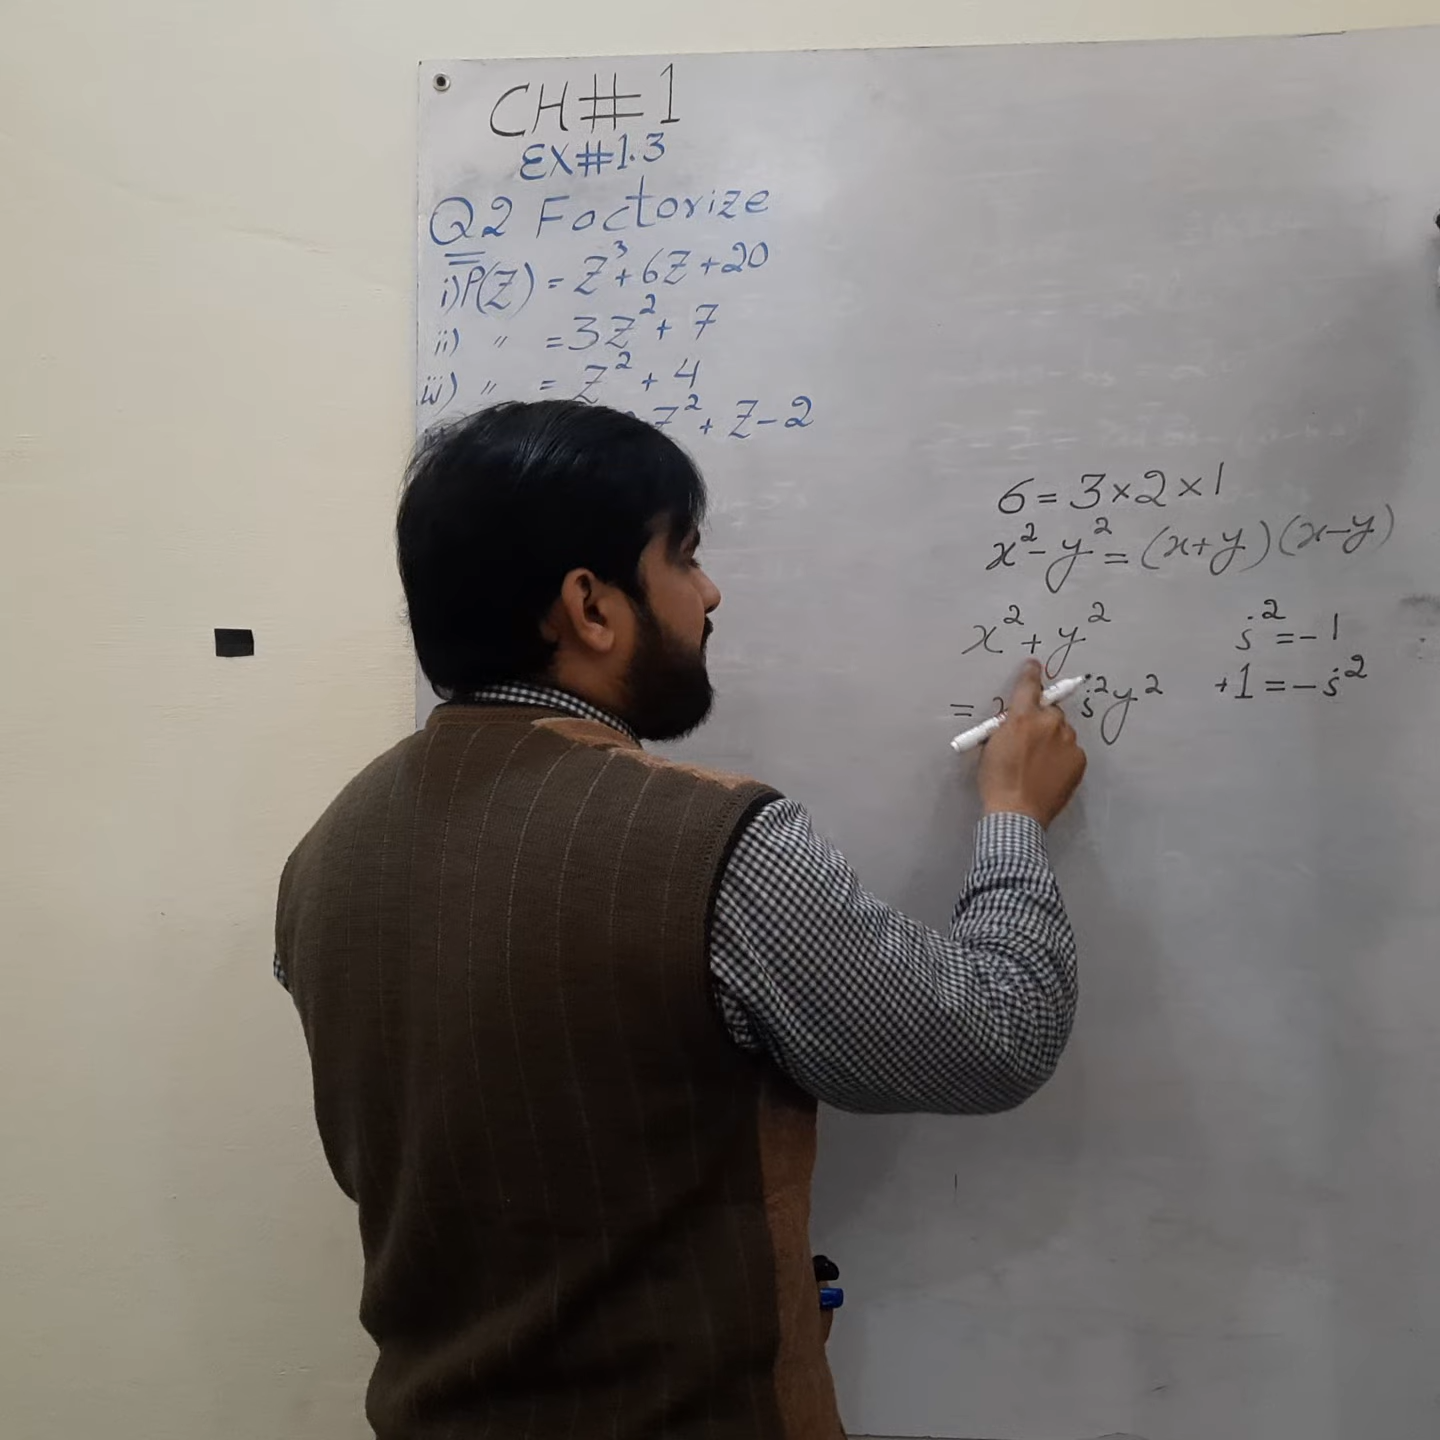 CH#1
EX#1.3
Q2 Factorize
i) P(Z) = Z³+6Z+20
ii) " = 3Z²+7
iii) " = Z²+4
Z²+Z-2
6=3×2×1
x²-y²=(x+y)(x-y)
x²+y²
i²=-1
= i²y²
+1=-i²